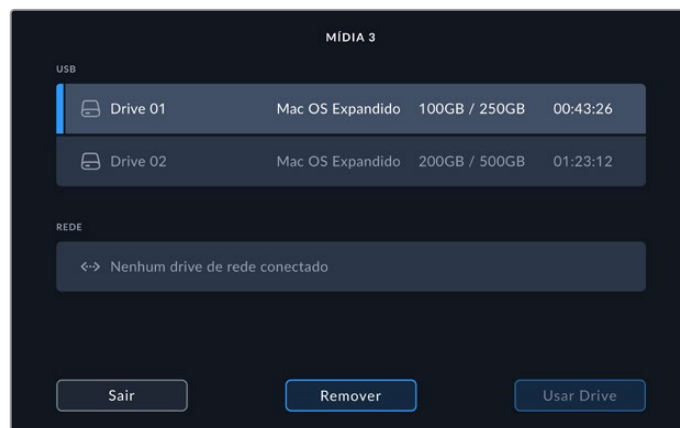 MÍDIA 3
USB
Drive 01 Mac OS Expandido 100GB / 250GB 00:43:26
Drive 02 Mac OS Expandido 200GB / 500GB 01:23:12
REDE
Nenhum drive de rede conectado
Sair Remover Usar Drive